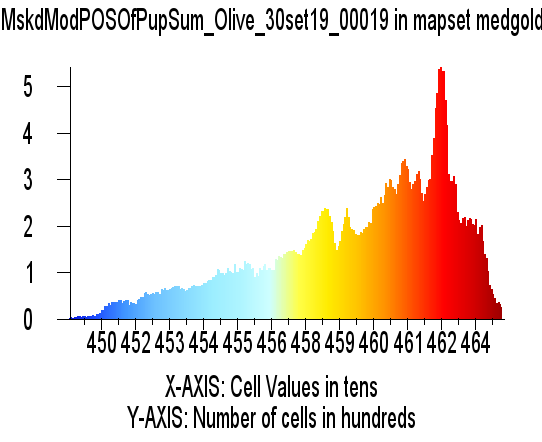 MskdModPOSOfPupSum_Olive_30set19_00019 in mapset medgold
5
4
3
2
1
0
450 452 453 454 455 456 458 459 460 461 462 464
X-AXIS: Cell Values in tens
Y-AXIS: Number of cells in hundreds